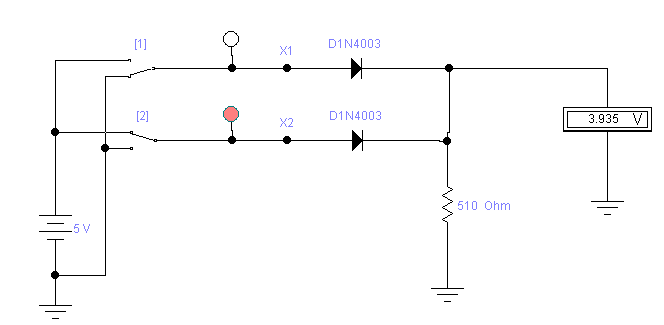 [1]
X1
D1N4003
[2]
X2
D1N4003
3.935 V
510 Ohm
5 V